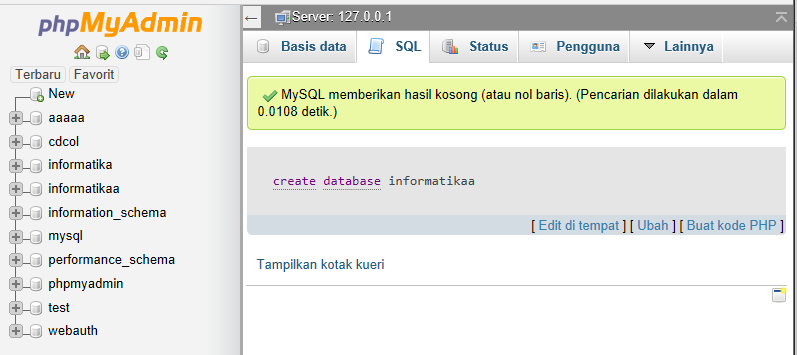 phpMyAdmin
Terbaru Favorit
New
aaaaa
cdcol
informatika
informatikaa
information_schema
mysql
performance_schema
phpmyadmin
test
webauth
Server: 127.0.0.1
Basis data SQL Status Pengguna Lainnya
MySQL memberikan hasil kosong (atau nol baris). (Pencarian dilakukan dalam
0.0108 detik.)
create database informatikaa
[ Edit di tempat ] [ Ubah ] [ Buat kode PHP ]
Tampilkan kotak kueri